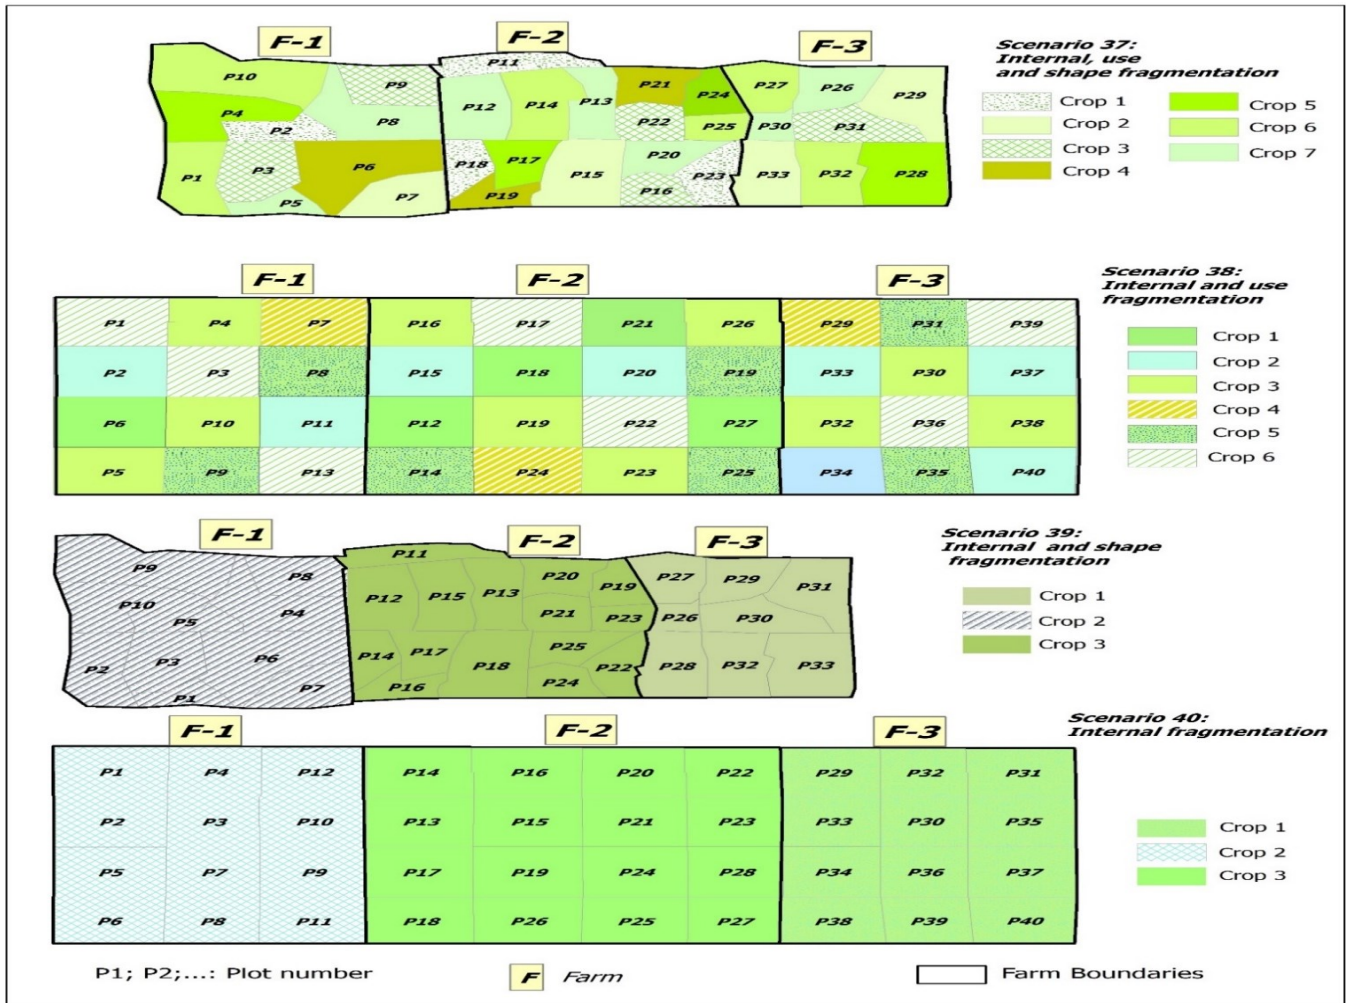 F-1 F-2 F-3
Scenario 37:
Internal, use
and shape fragmentation
Crop 1 Crop 5
Crop 2 Crop 6
Crop 3 Crop 7
Crop 4
P11
P10 P9 P21 P27 P26
P12 P14 P13 P24 P29
P4 P2 P8 P22 P25 P30 P31
P3 P6 P18 P17 P20
P1 P15 P16 P23 P33 P32 P28
P5 P7 P19
F-1 F-2 F-3
Scenario 38:
Internal and use
fragmentation
Crop 1
Crop 2
Crop 3
Crop 4
Crop 5
Crop 6
P1 P4 P7 P16 P17 P21 P26 P29 P31 P39
P2 P3 P8 P15 P18 P20 P19 P33 P30 P37
P6 P10 P11 P12 P19 P22 P27 P32 P36 P38
P5 P9 P13 P14 P24 P23 P25 P34 P35 P40
F-1 F-2 F-3
Scenario 39:
Internal and shape
fragmentation
Crop 1
Crop 2
Crop 3
P11
P9 P8 P20 P27 P29
P12 P15 P13 P19 P31
P10 P5 P4 P21 P23 P26 P30
P14 P17 P25
P2 P3 P6 P18 P22 P28 P32 P33
P1 P7 P16 P24
F-1 F-2 F-3
Scenario 40:
Internal fragmentation
Crop 1
Crop 2
Crop 3
P1 P4 P12 P14 P16 P20 P22 P29 P32 P31
P2 P3 P10 P13 P15 P21 P23 P33 P30 P35
P5 P7 P9 P17 P19 P24 P28 P34 P36 P37
P6 P8 P11 P18 P26 P25 P27 P38 P39 P40
P1; P2;...: Plot number F Farm Farm Boundaries